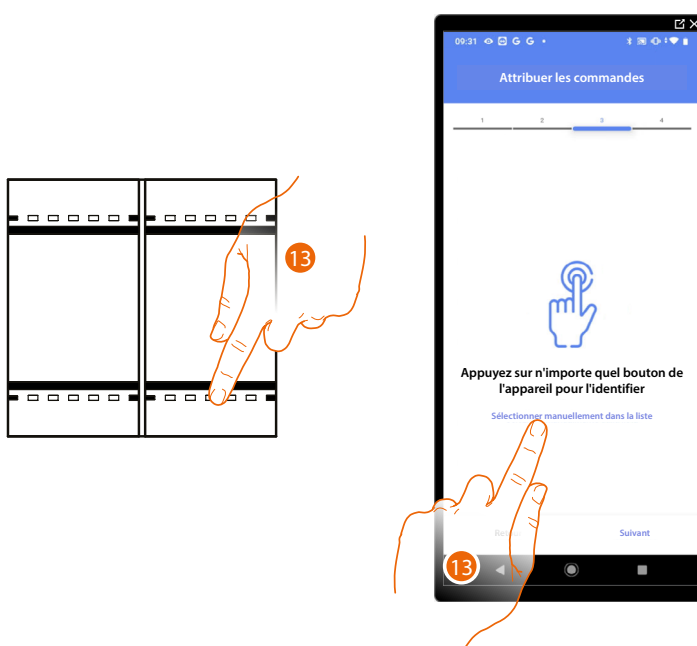 09:31 G G
Attribuer les commandes
1 2 3 4
13
Appuyez sur n'importe quel bouton de
l'appareil pour l'identifier
Sélectionner manuellement dans la liste
Suivant
13